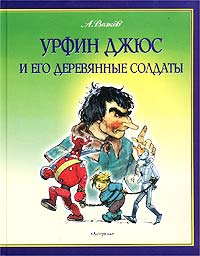 А. Волков
УРФИН ДЖЮС
И ЕГО ДЕРЕВЯННЫЕ СОЛДАТЫ
«Астрель»